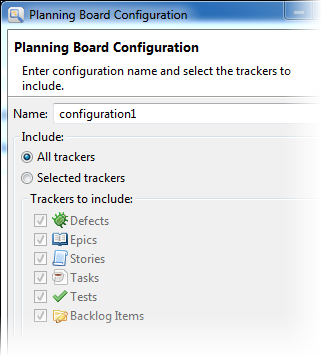 Planning Board Configuration
Planning Board Configuration
Enter configuration name and select the trackers to
include.
Name: configuration1
Include:
All trackers
Selected trackers
Trackers to include:
Defects
Epics
Stories
Tasks
Tests
Backlog Items